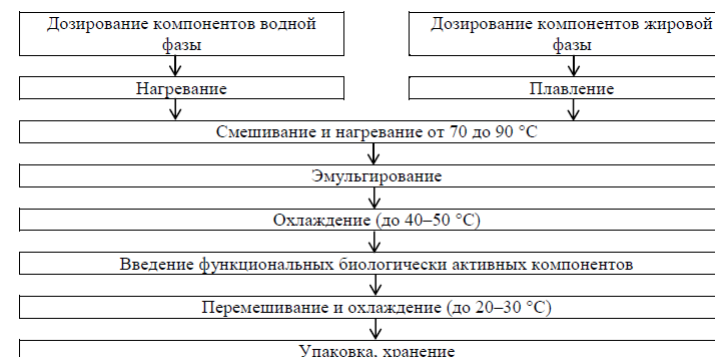 Дозирование компонентов водной
фазы
Дозирование компонентов жировой
фазы
Нагревание
Плавление
Смешивание и нагревание от 70 до 90 °C
Эмульгирование
Охлаждение (до 40–50 °C)
Введение функциональных биологически активных компонентов
Перемешивание и охлаждение (до 20–30 °C)
Упаковка, хранение